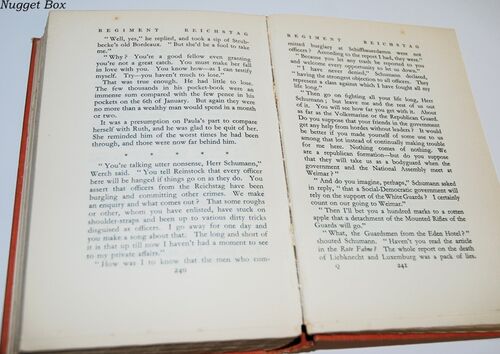 Nugget Box
REGIMENT REICHSTAG
"Well, yes," he replied, and took a sip of Strub-
becke's old Bordeaux. "But she'd be a fool to take
me."
"Why? You're a good fellow even granting
you're not a great catch. You must make her fall
in love with you. You know how—as I can testify
myself. Try—you haven't much to lose."
That was true enough. He had little to lose.
The few thousands in his pocket-book were an
immense sum compared with the few pence in his
pockets on the 6th of January. But again they were
no more than a wealthy man would spend in a month
or two.
It was a presumption on Paula's part to compare
herself with Ruth, and he was glad to be quit of her.
She reminded him of the worst times he had been
through, and those were now far behind him.
* * * *
"You're talking utter nonsense, Herr Schumann,"
Werth said. "You tell Reinstock that every officer
here will be hanged if things go on as they do. You
assert that officers from the Reichstag have been
burgling and committing other crimes. We make
an enquiry and what comes out? That some roughs
or other, whom you have enlisted, have stuck on
shoulder-straps and been up to various dirty tricks
disguised as officers. I go away for one day and
you make a song about that. The long and short of
it is that up till now I haven't had a moment to see
to my private affairs."
"How was I to know that the men who com-
240
REGIMENT REICHSTAG
mitted burglary at Schiffbauerdamm were not
officers? According to the report I had, they were."
"Because you let any trash be reported to you
and welcome every opportunity to let us down."
"I have never denied," Schumann declared,
"having the strongest objection to all officers. They
represent a class against which I have fought all my
life long."
"Then go on fighting all your life long, Herr
Schumann; but leave me and the rest of us out
of it. You will see how far you get with it. About
as far as the Volksmarine or the Republican Guard.
Do you suppose that your friends in the government
get any help from hordes without leaders? It would
be better if you made yourself of some use to us
among that lot instead of continually making trouble
for me here. Nothing comes of nothing. We
are a republican formation—but do you suppose
that they will take us as a bodyguard when the
government and the National Assembly meet at
Weimar?"
"And do you imagine, perhaps," Schumann asked
in reply, "that a Social-Democratic government will
rely on the support of the White Guards? I certainly
count on our going to Weimar."
"Then I'll bet you a hundred marks to a rotten
apple that a detachment of the Mounted Rifles of the
Guards will go."
"What, the Guardsmen from the Eden Hotel?"
shouted Schumann. "Haven't you read the article
in the Rote Fahne? The whole report on the death
of Liebknecht and Luxemburg was a pack of lies.
Q 241